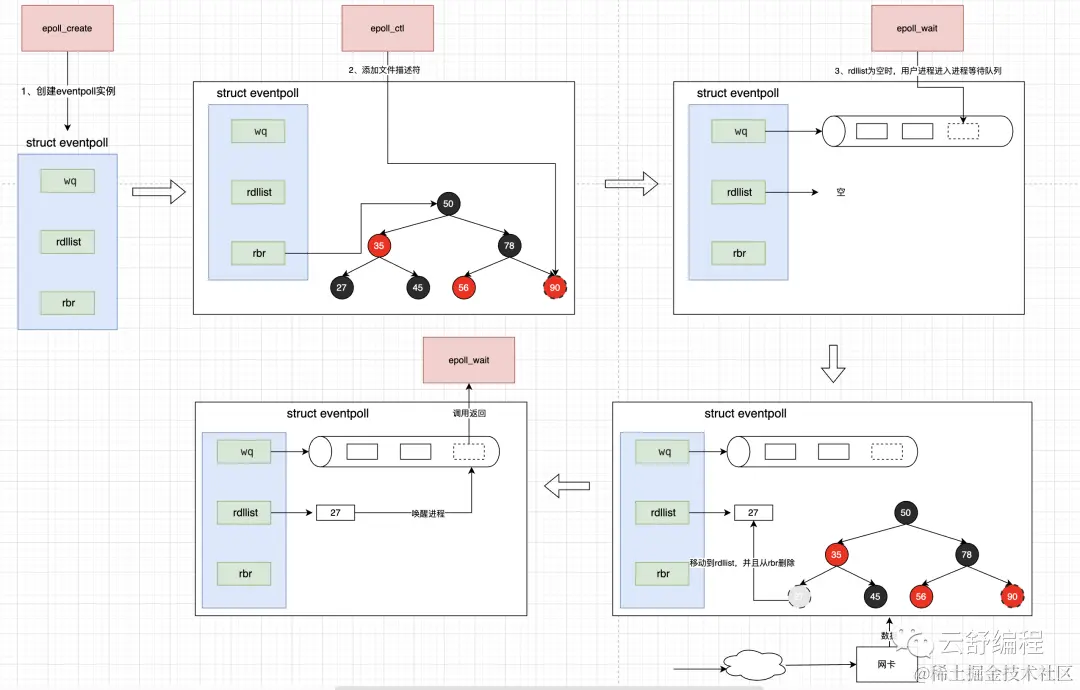 epoll_create
1、创建eventpoll实例
struct eventpoll
wq
rdllist
rbr
epoll_ctl
2、添加文件描述符
struct eventpoll
wq
rdllist
rbr
50
35
78
27
45
56
90
epoll_wait
3、rdllist为空时，用户进程进入进程等待队列
struct eventpoll
wq
rdllist
空
rbr
struct eventpoll
wq
rdllist
27
rbr
移动到rdllist，并且从rbr删除
50
35
78
45
56
90
网卡
epoll_wait
调用返回
struct eventpoll
wq
rdllist
27
唤醒进程
rbr
云舒编程
@稀土掘金技术社区